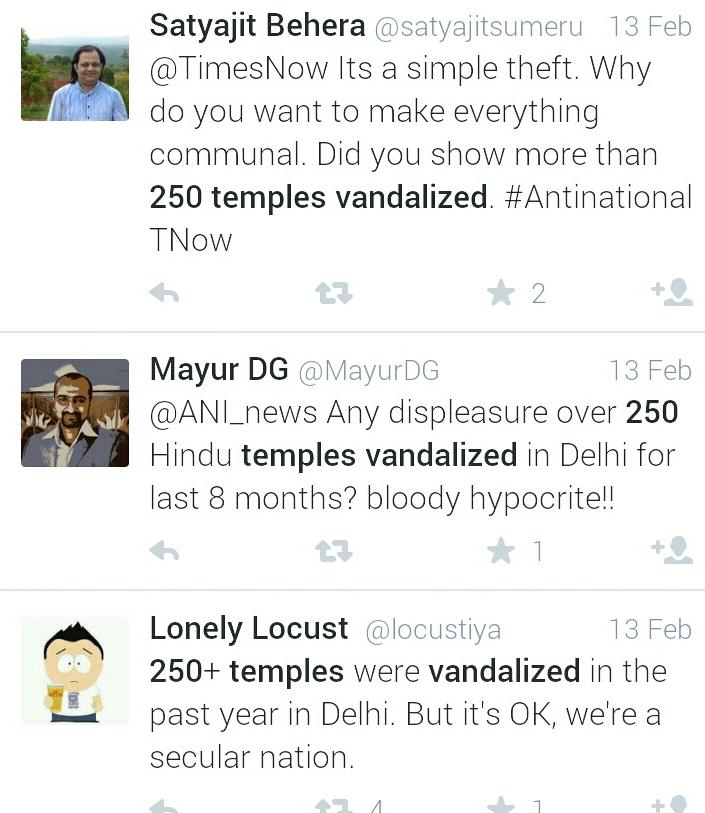 Satyajit Behera @satyajitsumeru 13 Feb
@TimesNow Its a simple theft. Why
do you want to make everything
communal. Did you show more than
250 temples vandalized. #Antinational
TNow
2
Mayur DG @MayurDG 13 Feb
@ANI_news Any displeasure over 250
Hindu temples vandalized in Delhi for
last 8 months? bloody hypocrite!!
1
Lonely Locust @locustiya 13 Feb
250+ temples were vandalized in the
past year in Delhi. But it's OK, we're a
secular nation.
4 1